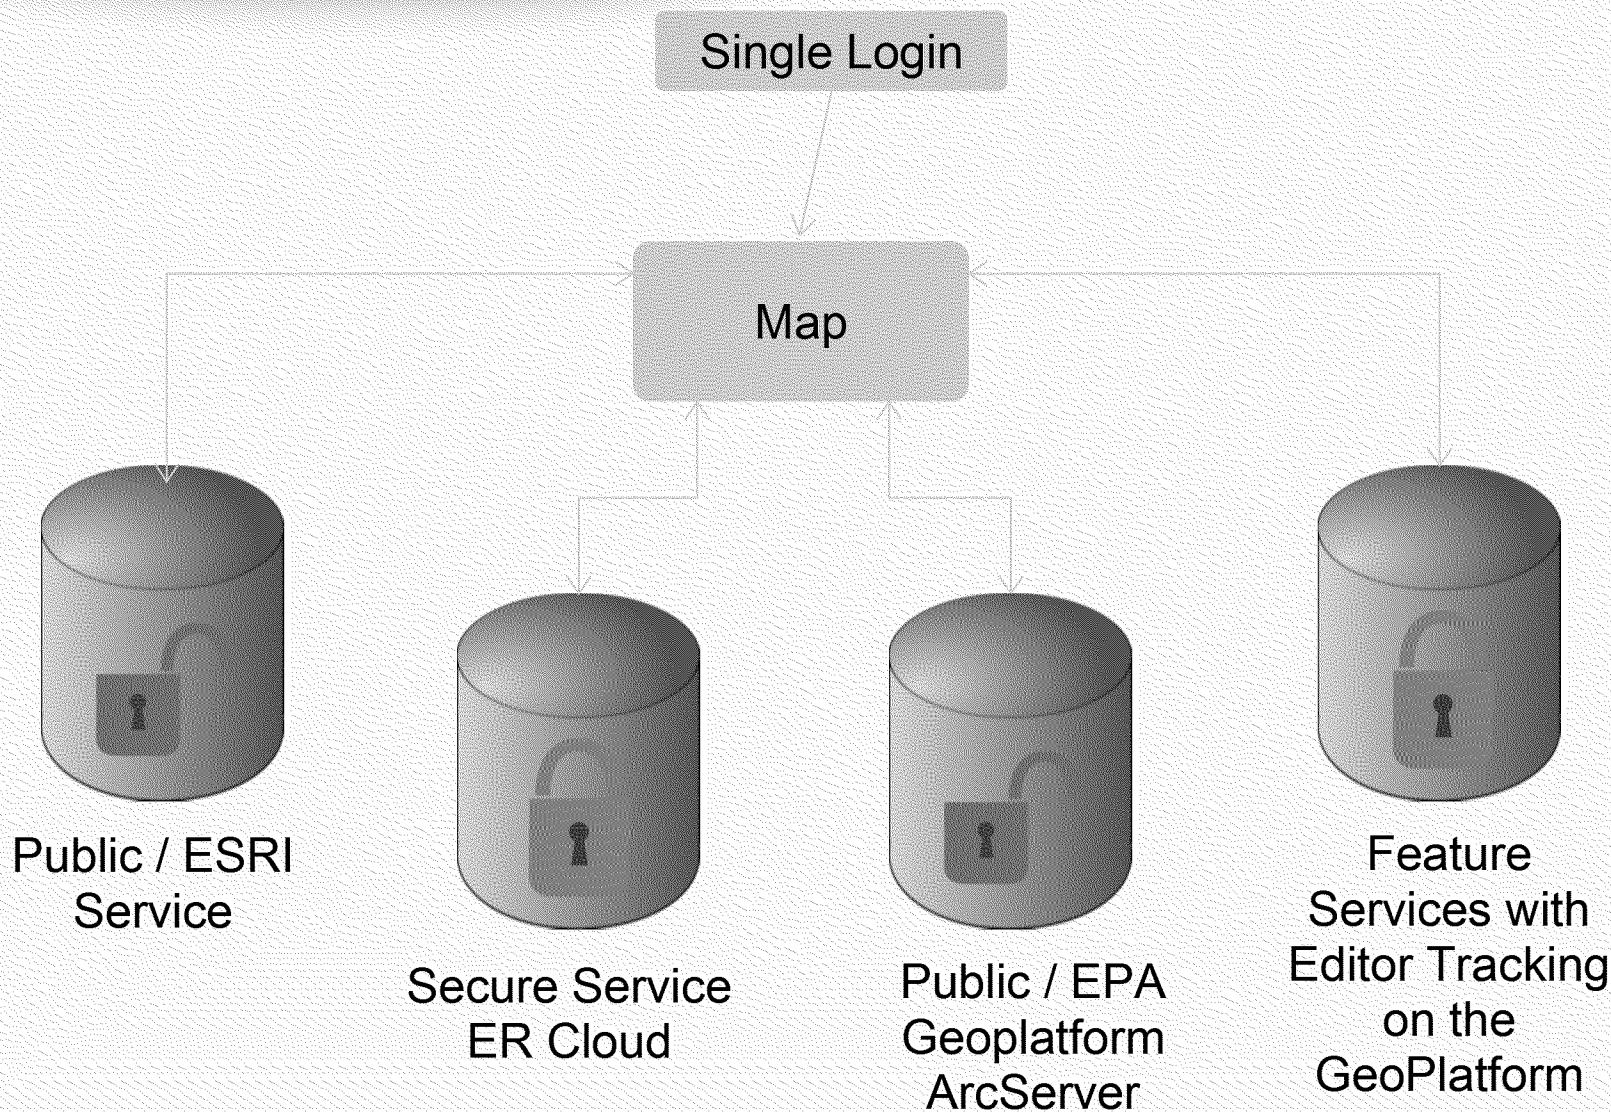 Single Login
Map
Public / ESRI
Service
Secure Service
ER Cloud
Public / EPA
Geoplatform
ArcServer
Feature
Services with
Editor Tracking
on the
GeoPlatform